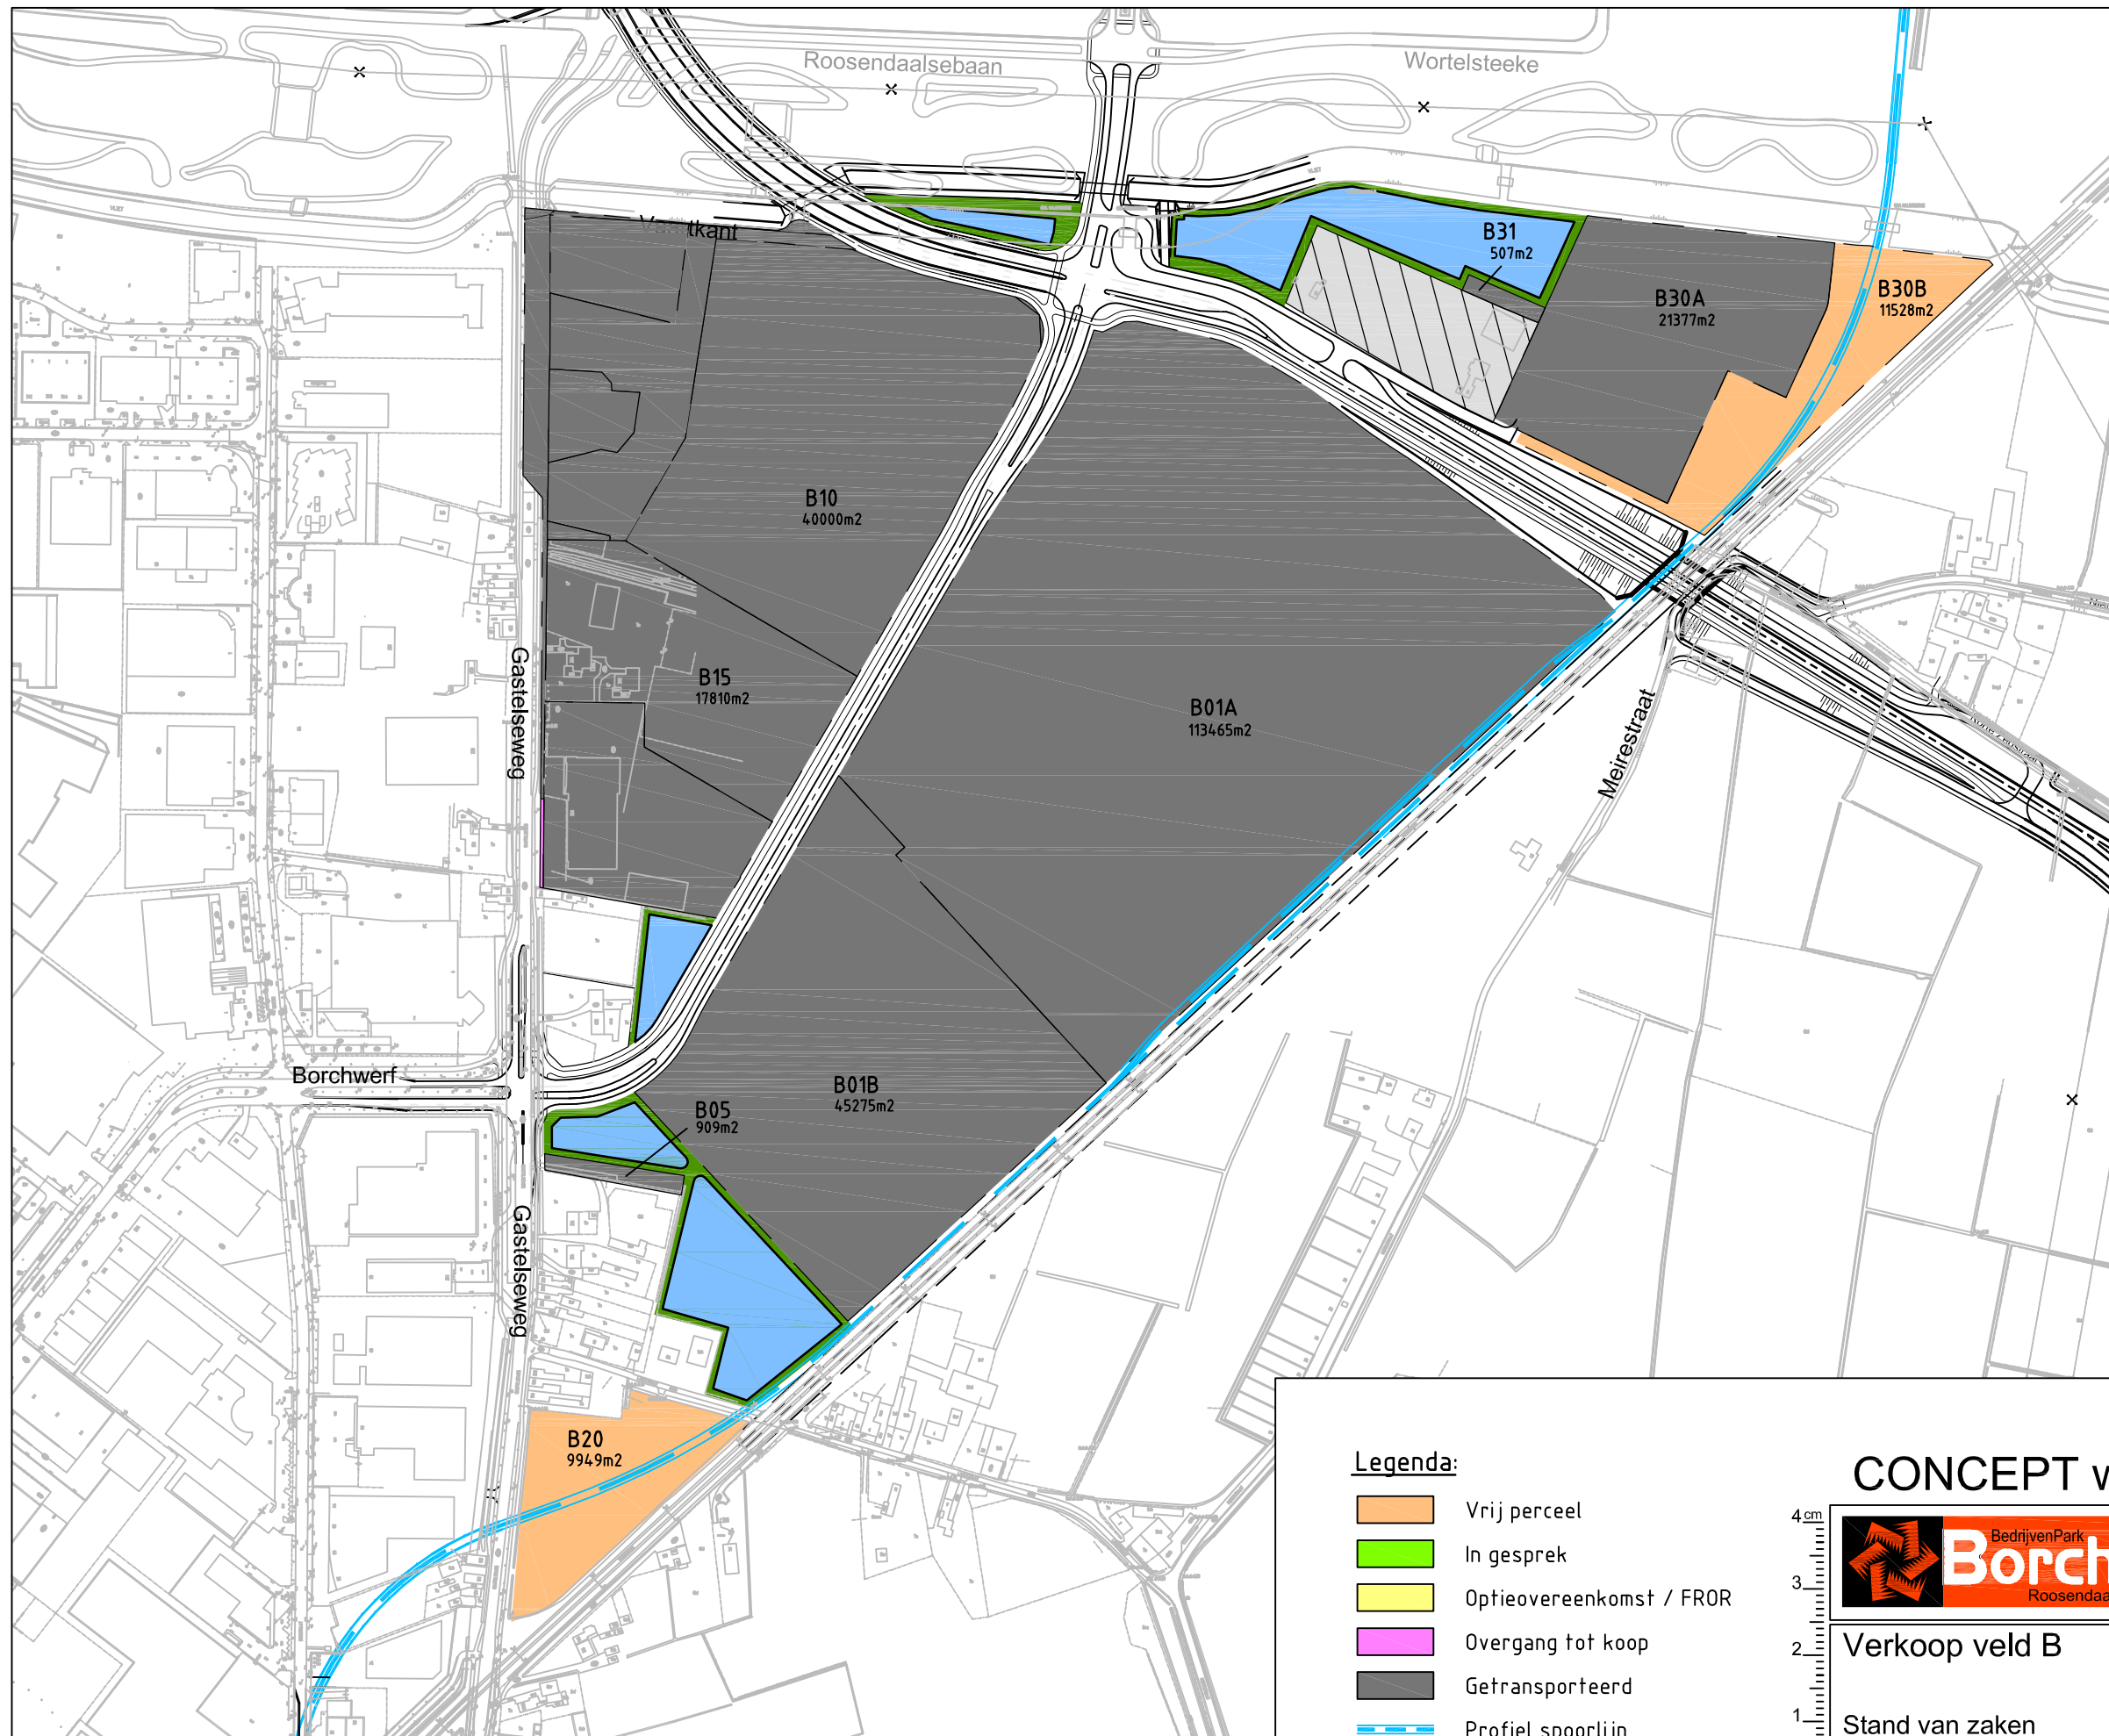 Roosendaalsebaan
Wortelsteeke
B31
507m2
B30A
21377m2
B30B
11528m2
B10
40000m2
Gastelseweg
B15
17810m2
B01A
113465m2
Meirestraat
Borchwerf
B01B
45275m2
B05
909m2
Gastelseweg
B20
9949m2
Legenda:
Vrij perceel
In gesprek
Optieovereenkomst / FROR
Overgang tot koop
Getransporteerd
Profiel spoorlijn
4 cm
3
2
1
CONCEPT
BedrijvenPark
Borch
Roosendaa
Verkoop veld B
Stand van zaken